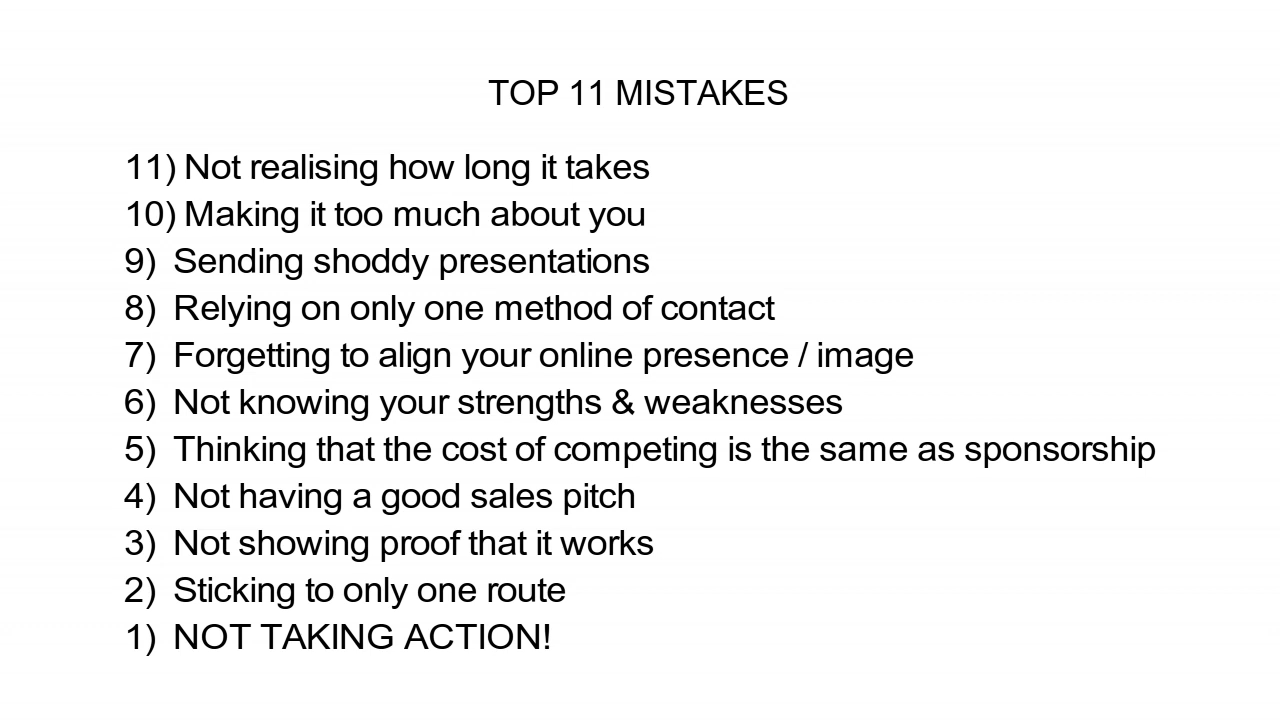 TOP 11 MISTAKES
11) Not realising how long it takes
10) Making it too much about you
9) Sending shoddy presentations
8) Relying on only one method of contact
7) Forgetting to align your online presence / image
6) Not knowing your strengths & weaknesses
5) Thinking that the cost of competing is the same as sponsorship
4) Not having a good sales pitch
3) Not showing proof that it works
2) Sticking to only one route
1) NOT TAKING ACTION!